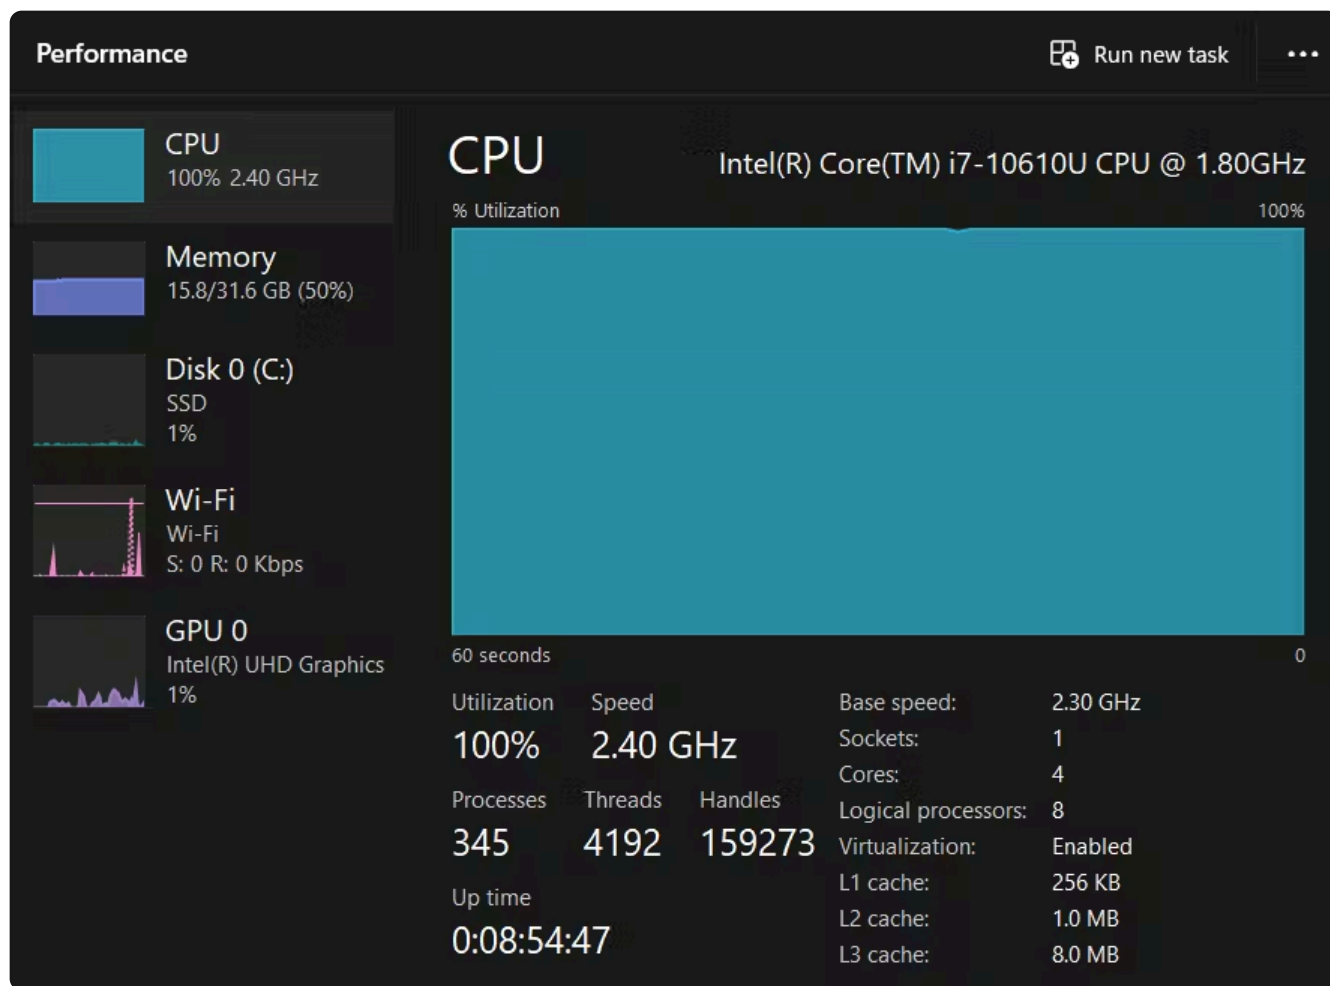 Performance
Run new task
CPU
100% 2.40 GHz
Memory
15.8/31.6 GB (50%)
Disk 0 (C:)
SSD
1%
Wi-Fi
Wi-Fi
S: 0 R: 0 Kbps
GPU 0
Intel(R) UHD Graphics
1%
CPU
Intel(R) Core(TM) i7-10610U CPU @ 1.80GHz
% Utilization 100%
60 seconds 0
Utilization Speed
100% 2.40 GHz
Processes Threads Handles
345 4192 159273
Up time
0:08:54:47
Base speed: 2.30 GHz
Sockets: 1
Cores: 4
Logical processors: 8
Virtualization: Enabled
L1 cache: 256 KB
L2 cache: 1.0 MB
L3 cache: 8.0 MB